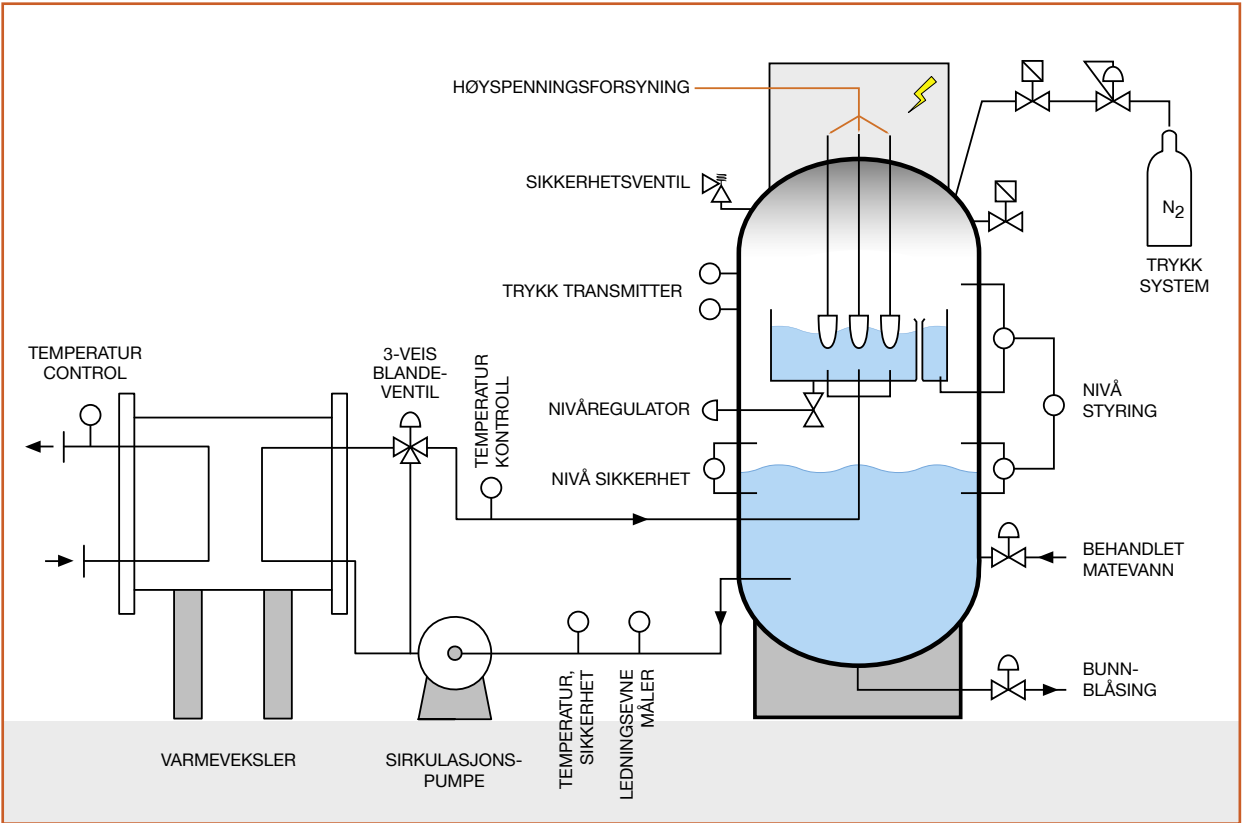 HØYSPENNINGSFORSYNING
SIKKERHETSVENTIL
N2
TRYKK
SYSTEM
TRYKK TRANSMITTER
TEMPERATUR
CONTROL
3-VEIS
BLANDE-
VENTIL
TEMPERATUR
KONTROLL
NIVÅREGULATOR
NIVÅ
STYRING
NIVÅ SIKKERHET
BEHANDLET
MATEVANN
BUNN-
BLÅSING
VARMEVEKSLER
SIRKULASJONS-
PUMPE
TEMPERATUR,
SIKKERHET
LEDNINGSEVNE
MÅLER